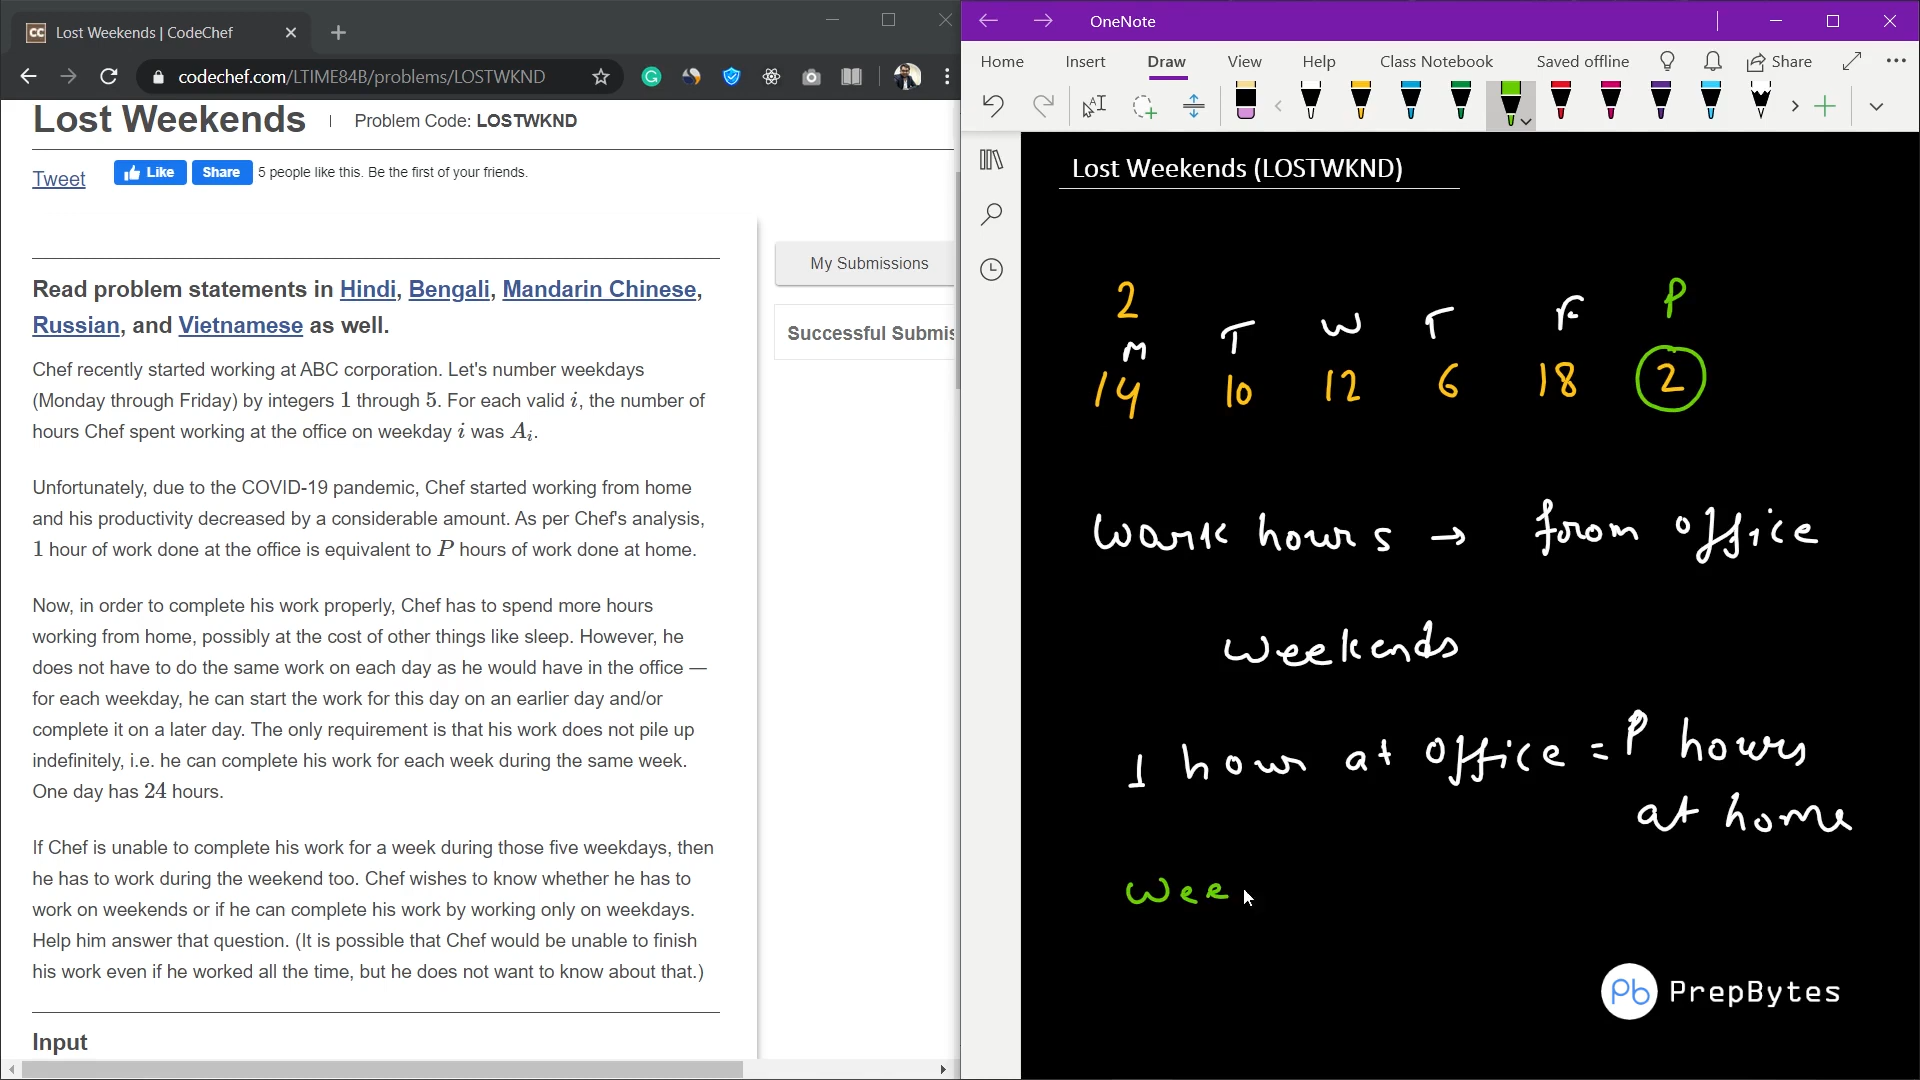 Lost Weekends | CodeChef
codechef.com/LTIME84B/problems/LOSTWKND
Lost Weekends
Problem Code: LOSTWKND
Tweet
Like
Share
5 people like this. Be the first of your friends.
My Submissions
Successful Submis
Read problem statements in Hindi, Bengali, Mandarin Chinese,
Russian, and Vietnamese as well.
Chef recently started working at ABC corporation. Let's number weekdays
(Monday through Friday) by integers 1 through 5. For each valid i, the number of
hours Chef spent working at the office on weekday i was Ai.
Unfortunately, due to the COVID-19 pandemic, Chef started working from home
and his productivity decreased by a considerable amount. As per Chef's analysis,
1 hour of work done at the office is equivalent to P hours of work done at home.
Now, in order to complete his work properly, Chef has to spend more hours
working from home, possibly at the cost of other things like sleep. However, he
does not have to do the same work on each day as he would have in the office —
for each weekday, he can start the work for this day on an earlier day and/or
complete it on a later day. The only requirement is that his work does not pile up
indefinitely, i.e. he can complete his work for each week during the same week.
One day has 24 hours.
If Chef is unable to complete his work for a week during those five weekdays, then
he has to work during the weekend too. Chef wishes to know whether he has to
work on weekends or if he can complete his work by working only on weekdays.
Help him answer that question. (It is possible that Chef would be unable to finish
his work even if he worked all the time, but he does not want to know about that.)
Input
OneNote
Home Insert Draw View Help Class Notebook Saved offline Share
Lost Weekends (LOSTWKND)
2
M T W T F P
14 10 12 6 18 2
Work hours → from office
Weekends
1 hour at office = P hours
at home
Wee
Pb PrepBytes